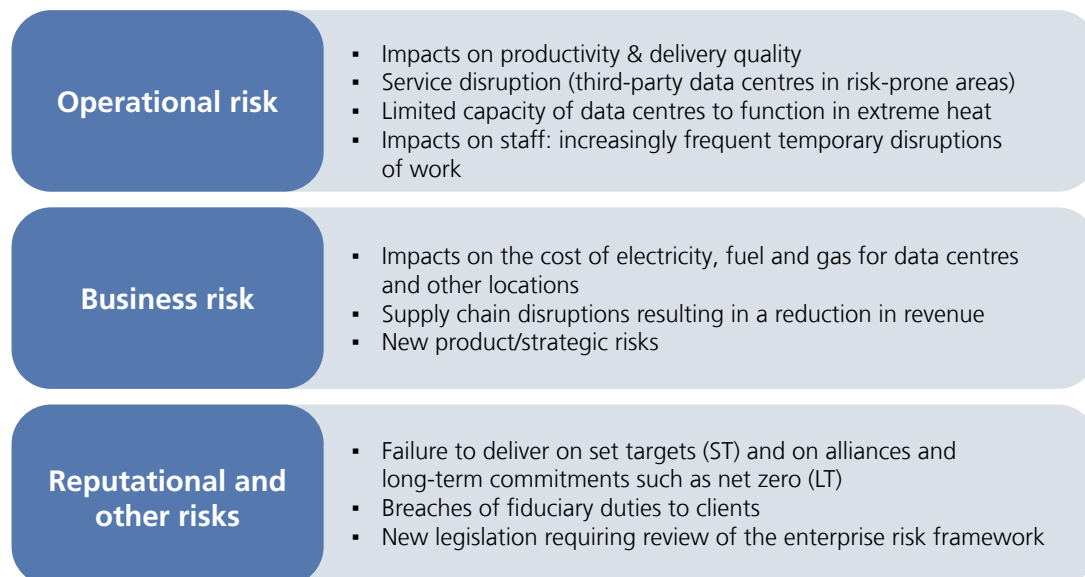 Operational risk
▪ Impacts on productivity & delivery quality
▪ Service disruption (third-party data centres in risk-prone areas)
▪ Limited capacity of data centres to function in extreme heat
▪ Impacts on staff: increasingly frequent temporary disruptions
of work
Business risk
▪ Impacts on the cost of electricity, fuel and gas for data centres
and other locations
▪ Supply chain disruptions resulting in a reduction in revenue
▪ New product/strategic risks
Reputational and
other risks
▪ Failure to deliver on set targets (ST) and on alliances and
long-term commitments such as net zero (LT)
▪ Breaches of fiduciary duties to clients
▪ New legislation requiring review of the enterprise risk framework